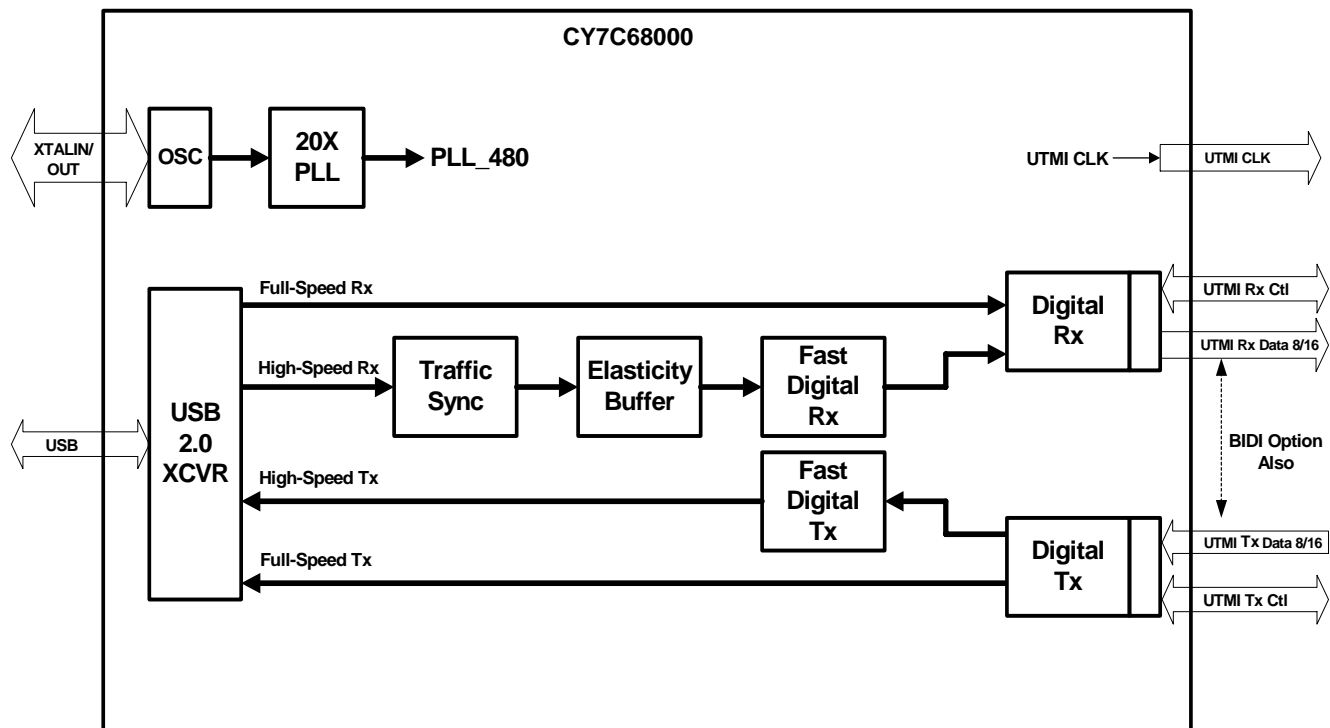 CY7C68000
XTALIN/
OUT
OSC
20X
PLL
PLL_480
UTMI CLK
UTMI CLK
Full-Speed Rx
Digital
Rx
UTMI Rx Ctl
UTMI Rx Data 8/16
High-Speed Rx
Traffic
Sync
Elasticity
Buffer
Fast
Digital
Rx
USB
USB
2.0
XCVR
BIDI Option
Also
High-Speed Tx
Fast
Digital
Tx
Full-Speed Tx
Digital
Tx
UTMI Tx Data 8/16
UTMI Tx Ctl